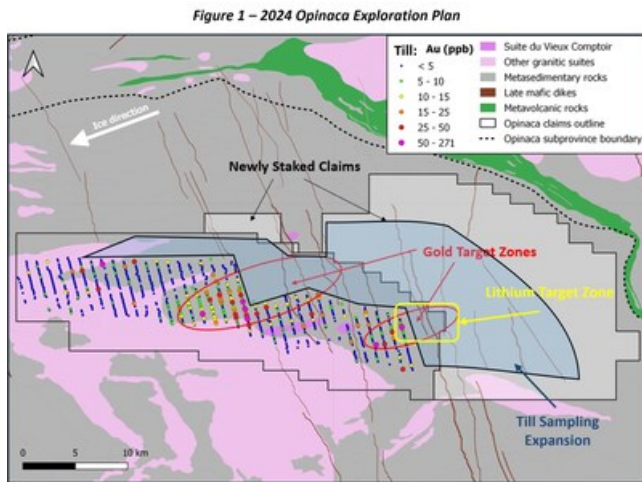 Figure 1 – 2024 Opinaca Exploration Plan
Till: Au (ppb)
< 5
5 - 10
10 - 15
15 - 25
25 - 50
50 - 271
Suite du Vieux Comptoir
Other granitic suites
Metasedimentary rocks
Late mafic dikes
Metavolcanic rocks
Opinaca claims outline
Opinaca subprovince boundary
Ice direction
Newly Staked Claims
Gold Target Zones
Lithium Target Zone
Till Sampling
Expansion
0 5 10 km